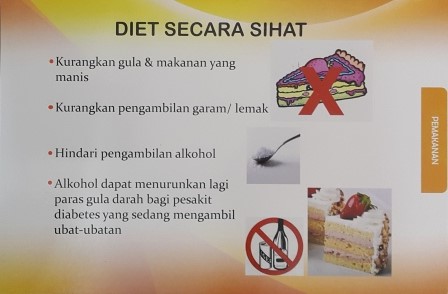 DIET SECARA SIHAT
•Kurangkan gula & makanan yang
manis
•Kurangkan pengambilan garam/ lemak
•Hindari pengambilan alkohol
•Alkohol dapat menurunkan lagi
paras gula darah bagi pesakit
diabetes yang sedang mengambil
ubat-ubatan
PEMAKANAN